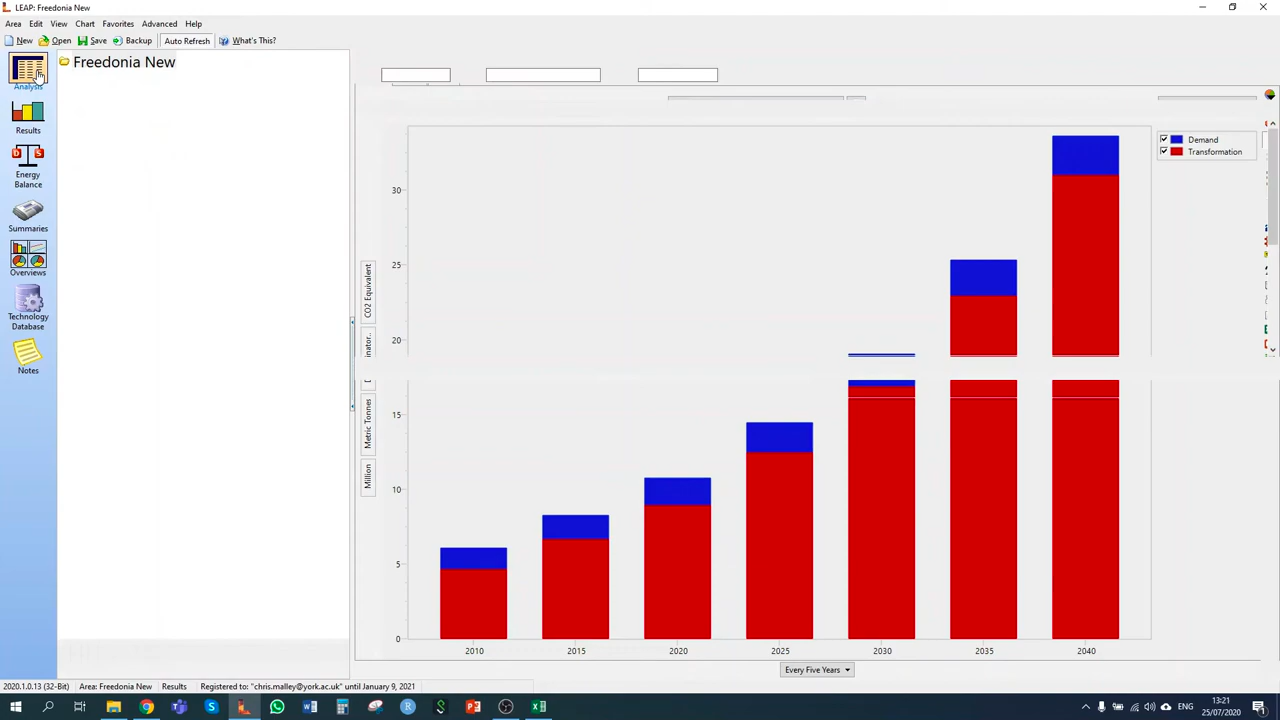 LEAP: Freedonia New
Area Edit View Chart Favorites Advanced Help
New Open Save Backup Auto Refresh What's This?
Analysis
Freedonia New
Results
Energy
Balance
Summaries
Overviews
Technology
Database
Notes
CO2 Equivalent
Metric Tonnes
Million
30
25
20
15
10
5
0
2010 2015 2020 2025 2030 2035 2040
Demand
Transformation
Every Five Years
2020.1.0.13 (32-Bit) Area: Freedonia New Results Registered to: "chris.malley@york.ac.uk" until January 9, 2021
13:21
25/07/2020